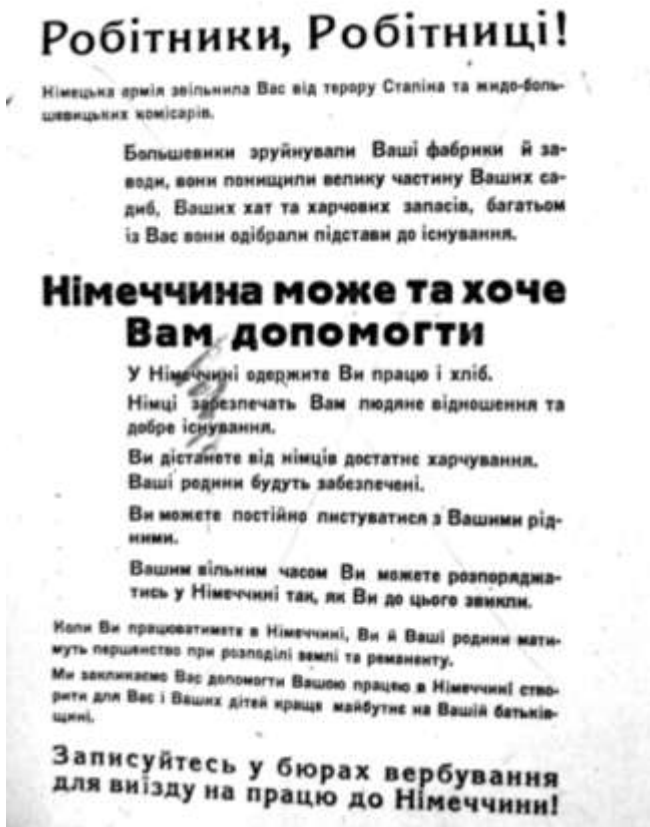 Робітники, Робітниці!
Німецька армія звільнила Вас від терору Сталіна та жидо-боль-
шевицьких комісарів.
Большевики зруйнували Ваші фабрики й за-
води, вони понищили велику частину Ваших са-
диб, Ваших хат та харчових запасів, багатьом
із Вас вони одібрали підстави до існування.
Німеччина може та хоче
Вам допомогти
У Німеччині одержите Ви працю і хліб.
Німці забезпечать Вам людяне відношення та
добре існування.
Ви дістанете від німців достатнє харчування.
Ваші родини будуть забезпечені.
Ви можете постійно листуватися з Вашими рід-
ними.
Вашим вільним часом Ви можете розпоряджа-
тись у Німеччині так, як Ви до цього звикли.
Коли Ви працюватимете в Німеччині, Ви й Ваші родини мати-
муть першенство при розподілі землі та реманенту.
Ми закликаємо Вас допомогти Вашою працею в Німеччині ство-
рити для Вас і Ваших дітей краще майбутнє на Вашій батьків-
щині.
Записуйтесь у бюрах вербування
для виїзду на працю до Німеччини!